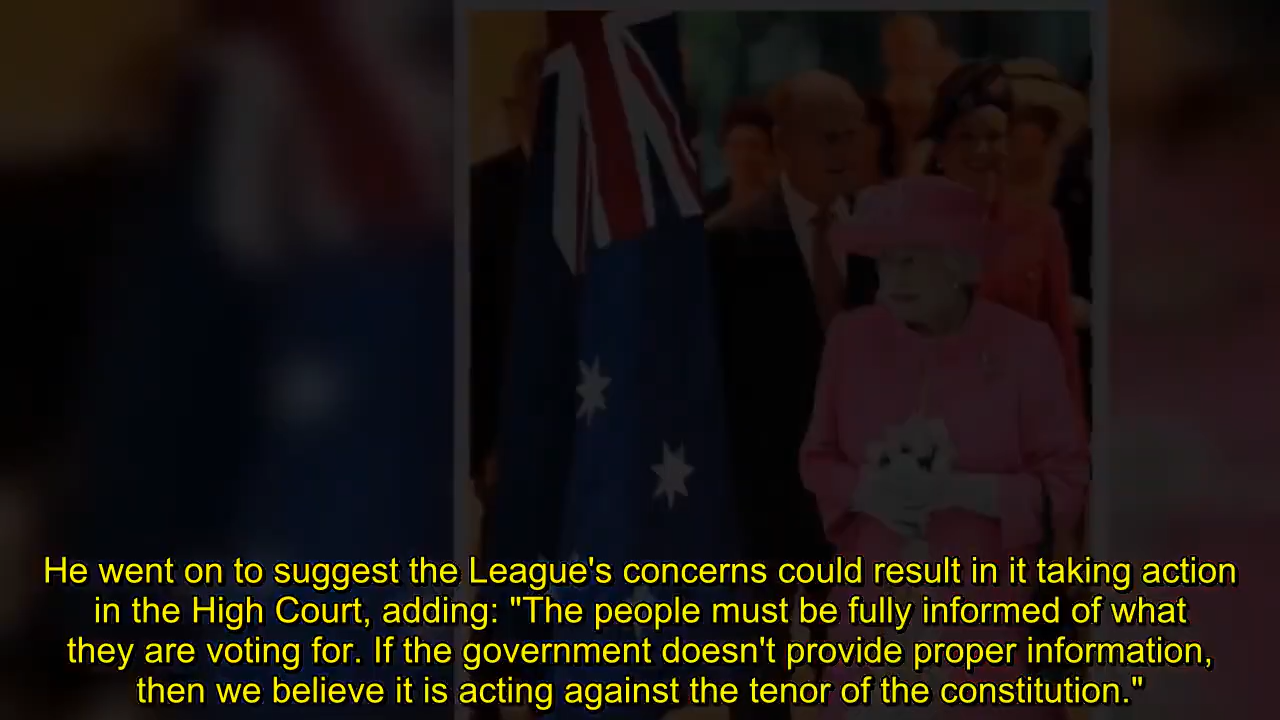 He went on to suggest the League's concerns could result in it taking action
in the High Court, adding: "The people must be fully informed of what
they are voting for. If the government doesn't provide proper information,
then we believe it is acting against the tenor of the constitution."